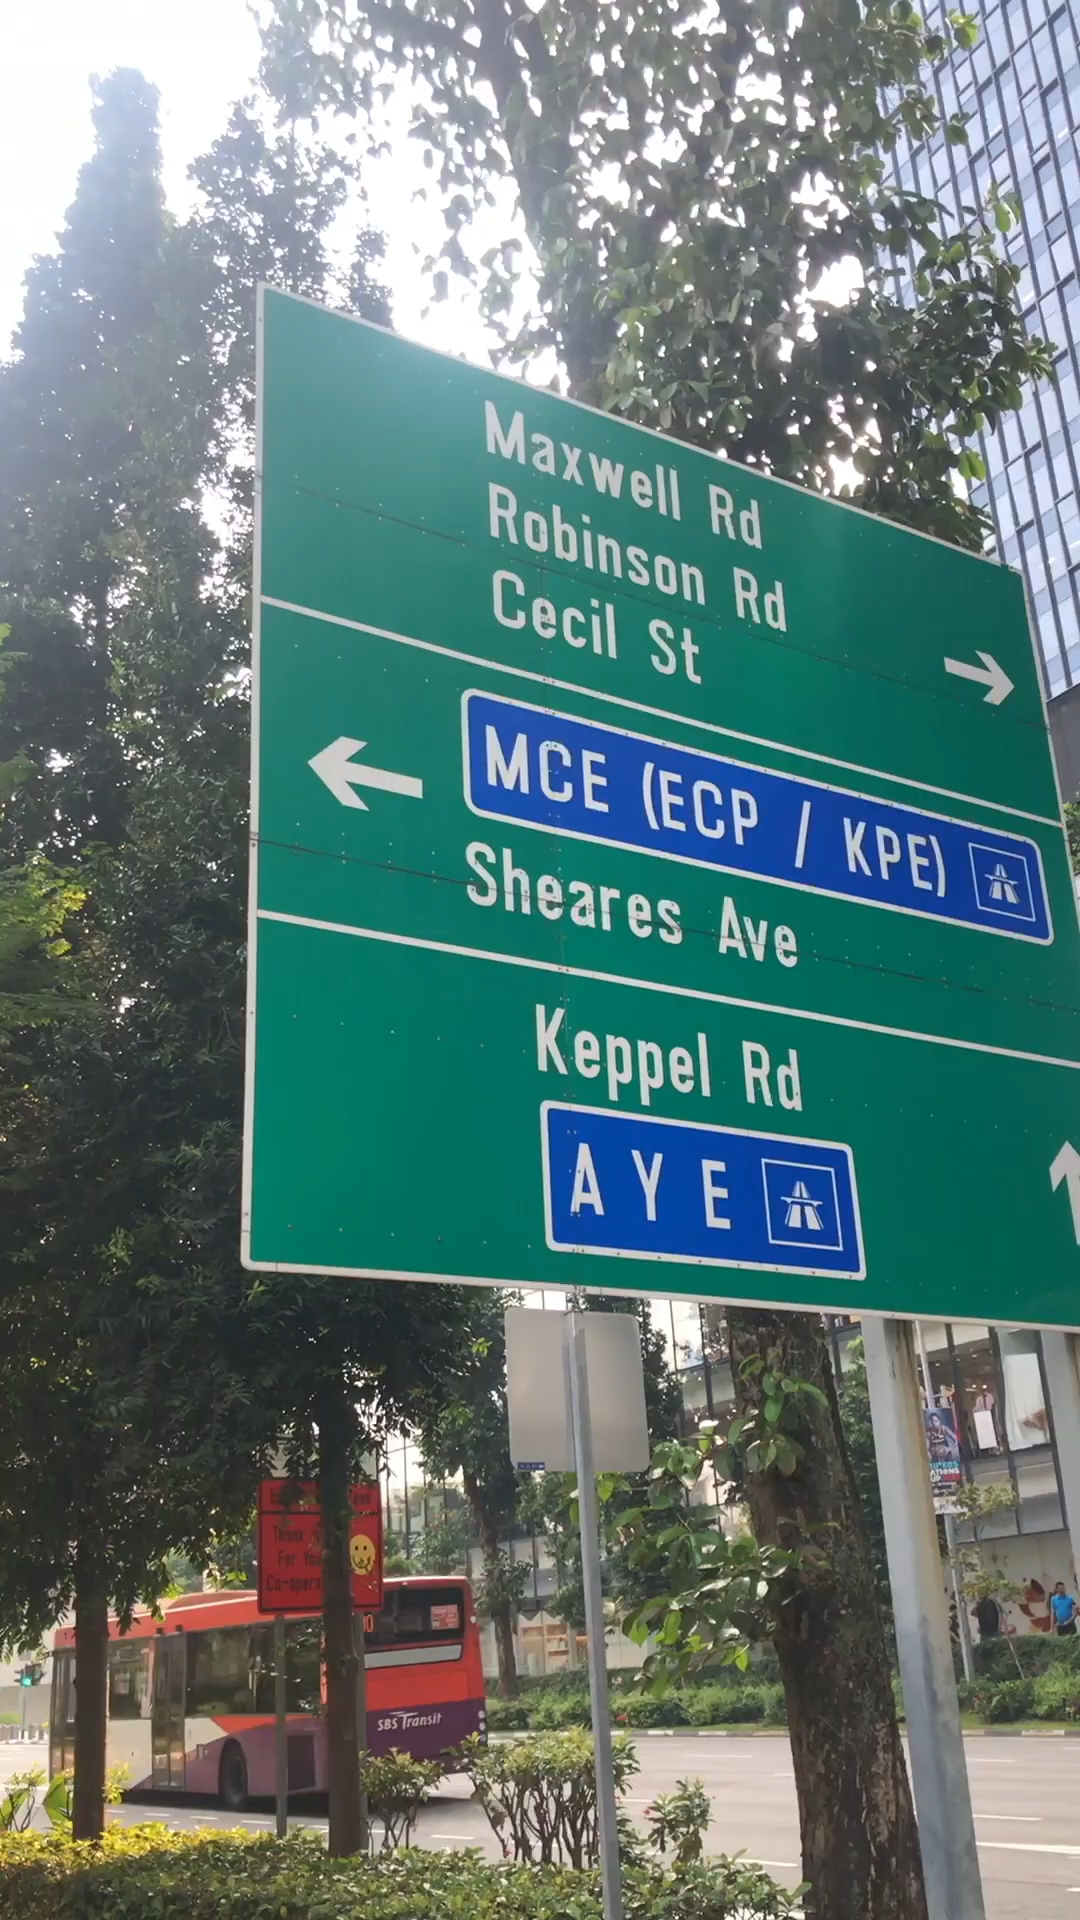 Maxwell Rd
Robinson Rd
Cecil St
MCE (ECP / KPE)
Sheares Ave
Keppel Rd
AYE
Thank
For You
Co-opera
SBS Transit